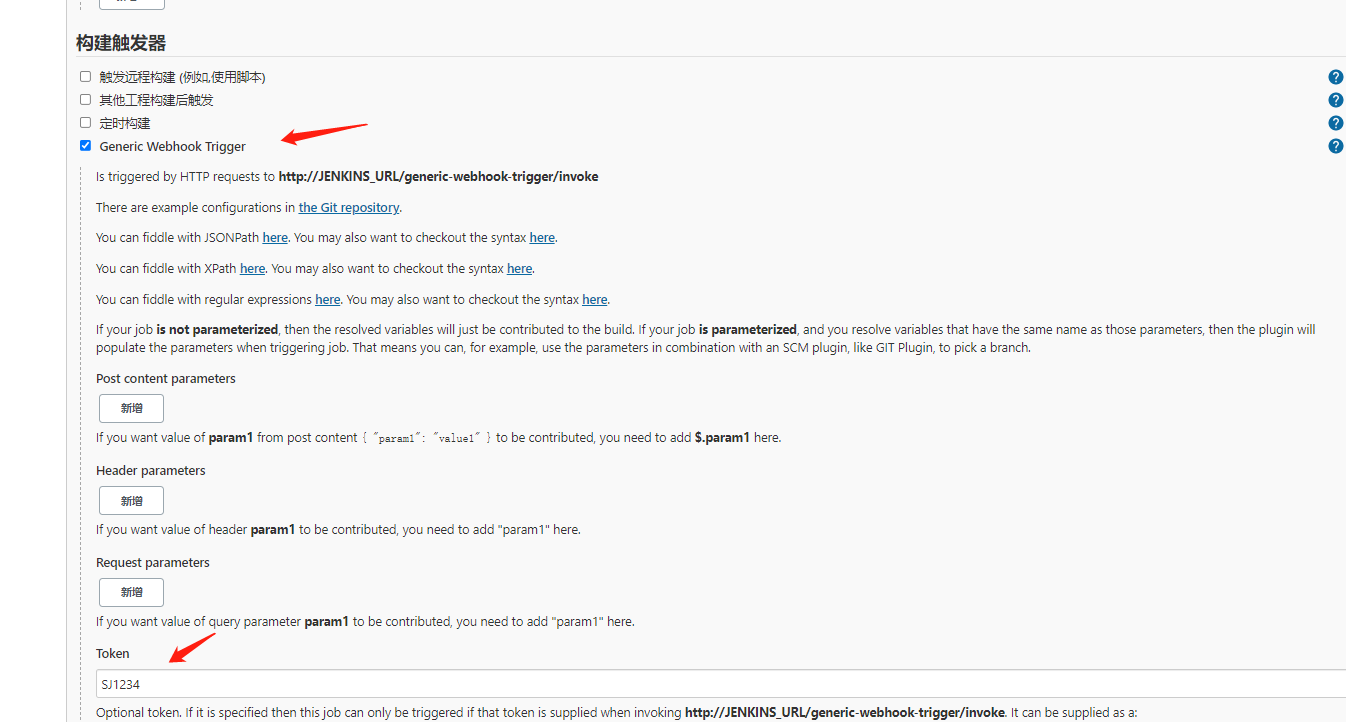 构建触发器
触发远程构建 (例如,使用脚本)
其他工程构建后触发
定时构建
Generic Webhook Trigger
Is triggered by HTTP requests to http://JENKINS_URL/generic-webhook-trigger/invoke
There are example configurations in the Git repository.
You can fiddle with JSONPath here. You may also want to checkout the syntax here.
You can fiddle with XPath here. You may also want to checkout the syntax here.
You can fiddle with regular expressions here. You may also want to checkout the syntax here.
If your job is not parameterized, then the resolved variables will just be contributed to the build. If your job is parameterized, and you resolve variables that have the same name as those parameters, then the plugin will
populate the parameters when triggering job. That means you can, for example, use the parameters in combination with an SCM plugin, like GIT Plugin, to pick a branch.
Post content parameters
新增
If you want value of param1 from post content { "param1": "value1" } to be contributed, you need to add $.param1 here.
Header parameters
新增
If you want value of header param1 to be contributed, you need to add "param1" here.
Request parameters
新增
If you want value of query parameter param1 to be contributed, you need to add "param1" here.
Token
SJ1234
Optional token. If it is specified then this job can only be triggered if that token is supplied when invoking http://JENKINS_URL/generic-webhook-trigger/invoke. It can be supplied as a: